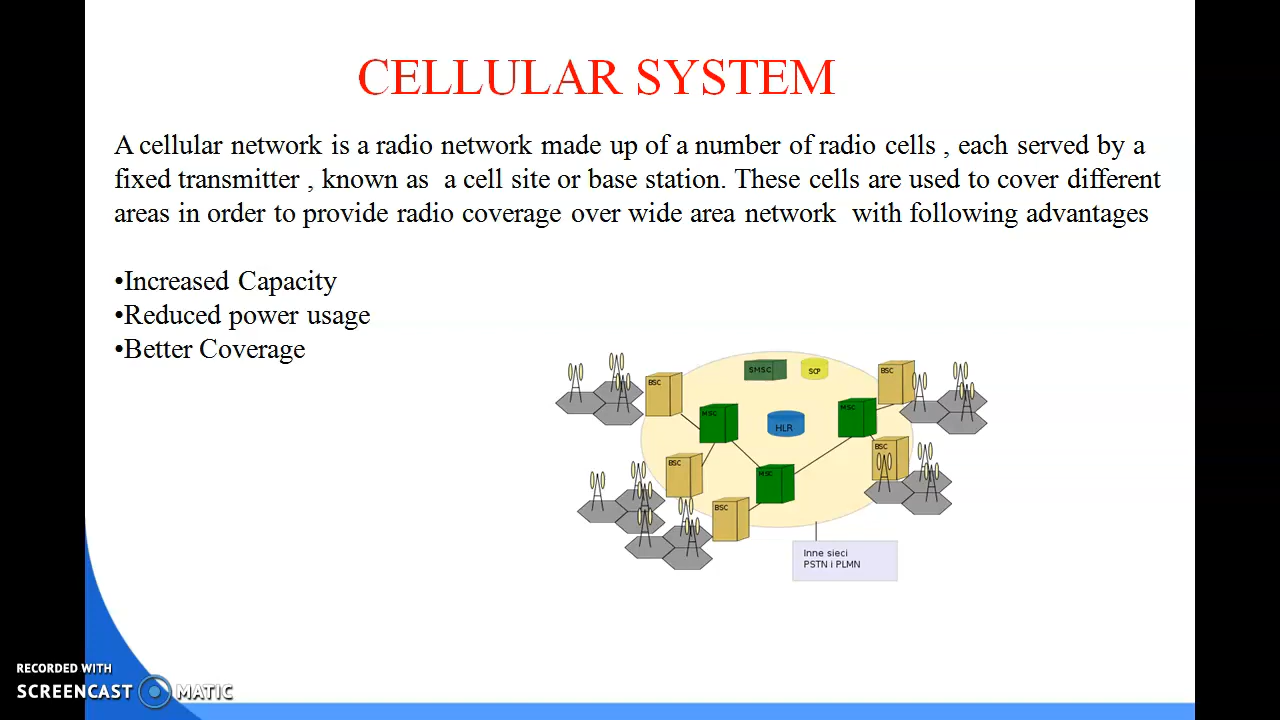 CELLULAR SYSTEM
A cellular network is a radio network made up of a number of radio cells , each served by a
fixed transmitter , known as a cell site or base station. These cells are used to cover different
areas in order to provide radio coverage over wide area network with following advantages
•Increased Capacity
•Reduced power usage
•Better Coverage
SMSC
SCP
BSC
BSC
MSC
MSC
HLR
BSC
BSC
MSC
BSC
Inne sieci
PSTN i PLMN
RECORDED WITH
SCREENCAST MATIC